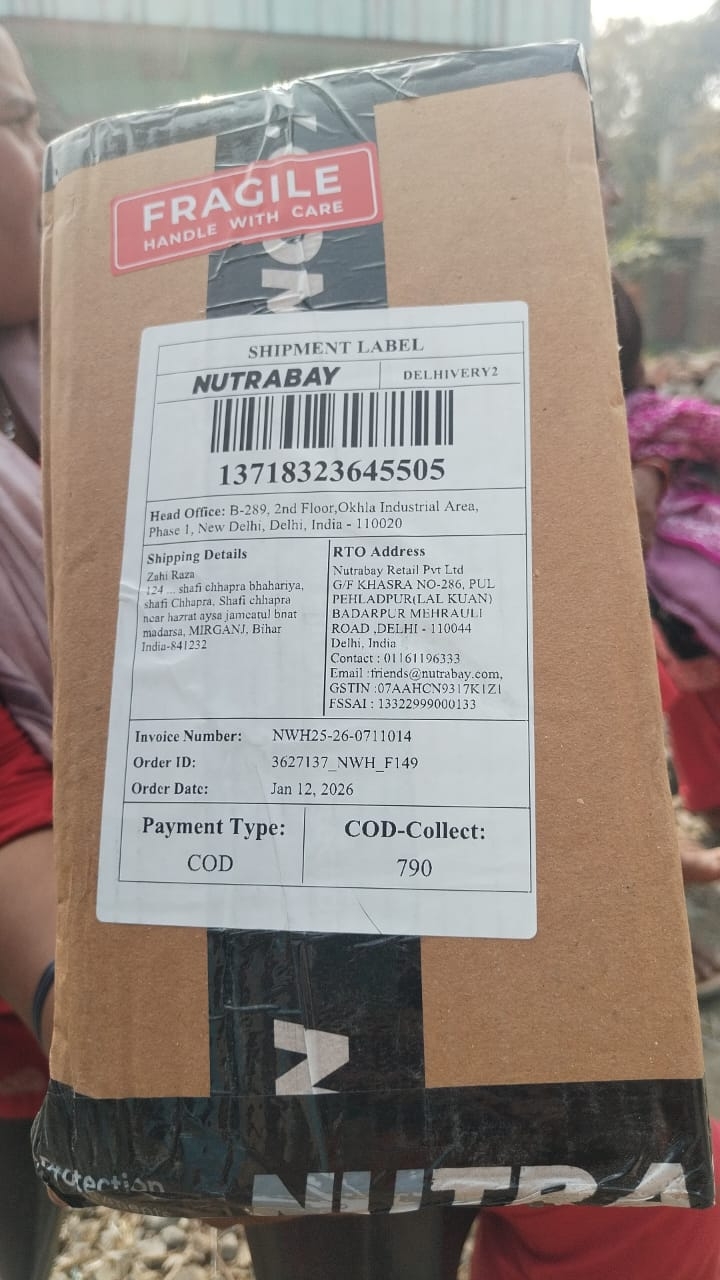 FRAGILE
HANDLE WITH CARE
SHIPMENT LABEL
NUTRABAY
DELHIVERY2
13718323645505
Head Office: B-289, 2nd Floor,Okhla Industrial Area,
Phase 1, New Delhi, Delhi, India - 110020
Shipping Details
Zahi Raza
124 ... shafi chhapra bhahariya,
shafi Chhapra, Shafi chhapra
near hazrat aysa jameatul bnat
madarsa, MIRGANJ, Bihar
India-841232
RTO Address
Nutrabay Retail Pvt Ltd
G/F KHASRA NO-286, PUL
PEHLADPUR(LAL KUAN)
BADARPUR MEHRAULI
ROAD ,DELHI - 110044
Delhi, India
Contact : 01161196333
Email :friends@nutrabay.com,
GSTIN :07AAHCN9317K1Z1
FSSAI : 13322999000133
Invoice Number: NWH25-26-0711014
Order ID: 3627137_NWH_F149
Order Date: Jan 12, 2026
Payment Type:
COD
COD-Collect:
790
N
Protection
NUTRA